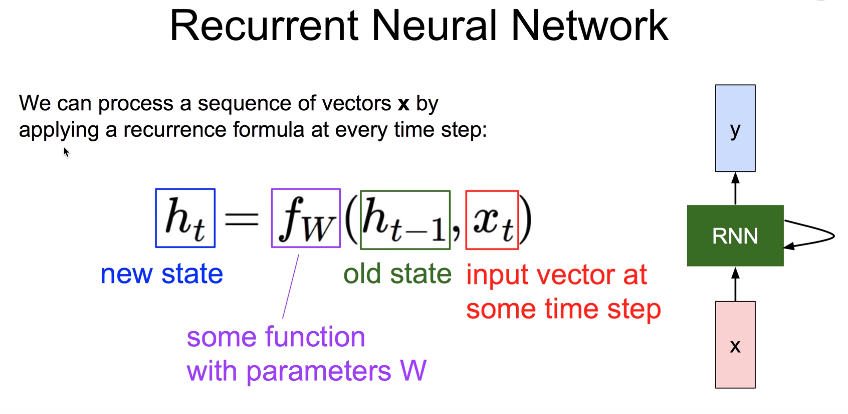 Recurrent Neural Network
We can process a sequence of vectors x by
applying a recurrence formula at every time step:
h_t = f_W(h_{t-1}, x_t)
new state
old state
input vector at
some time step
some function
with parameters W
y
RNN
x